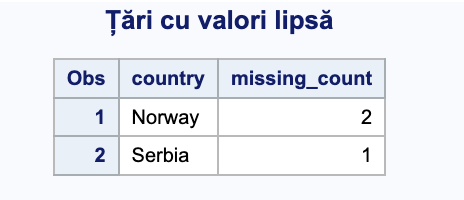 Țări cu valori lipsă
Obs country missing_count
1 Norway 2
2 Serbia 1